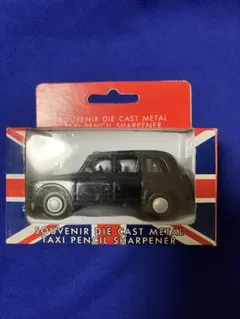 SOUVENIR DIE CAST METAL
TAXI PENCIL SHARPENER
SOUVENIR DIE CAST METAL
TAXI PENCIL SHARPENER